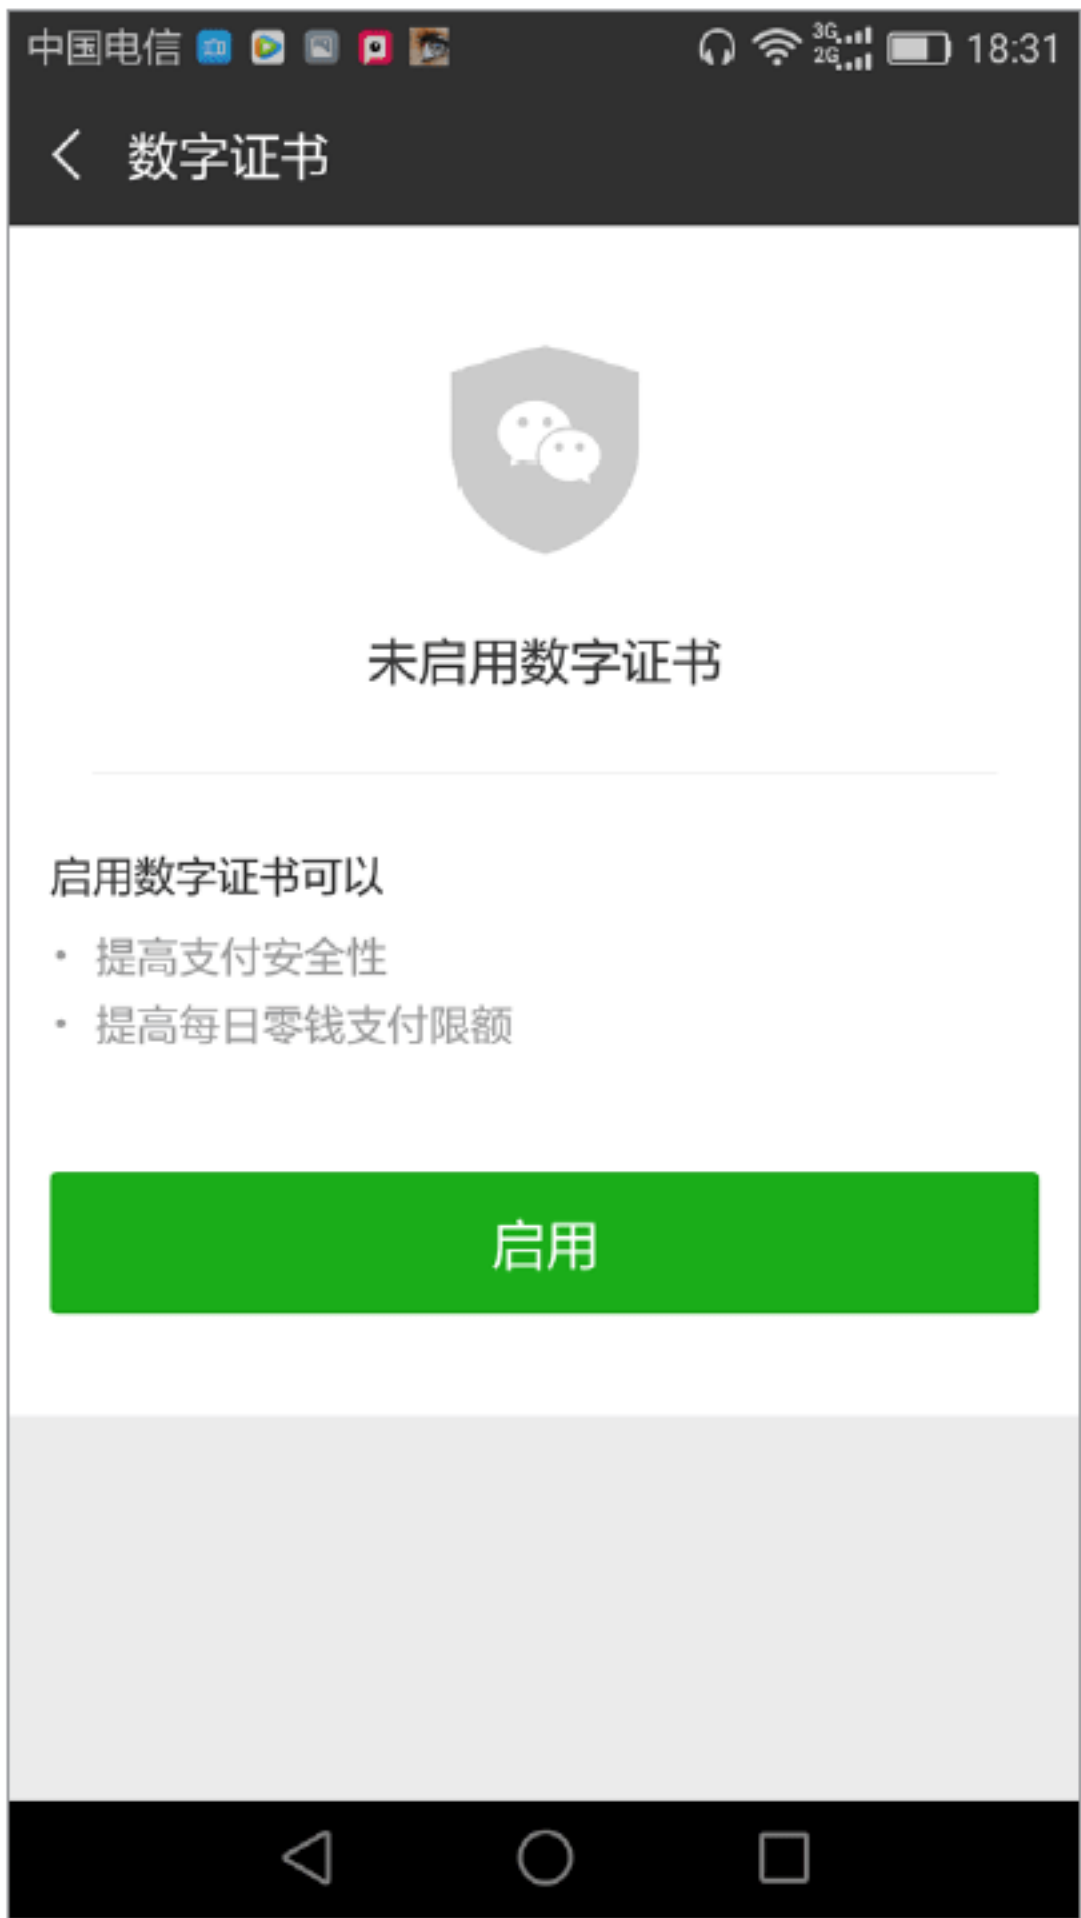 中国电信 3G 2G 18:31
数字证书
未启用数字证书
启用数字证书可以
· 提高支付安全性
· 提高每日零钱支付限额
启用